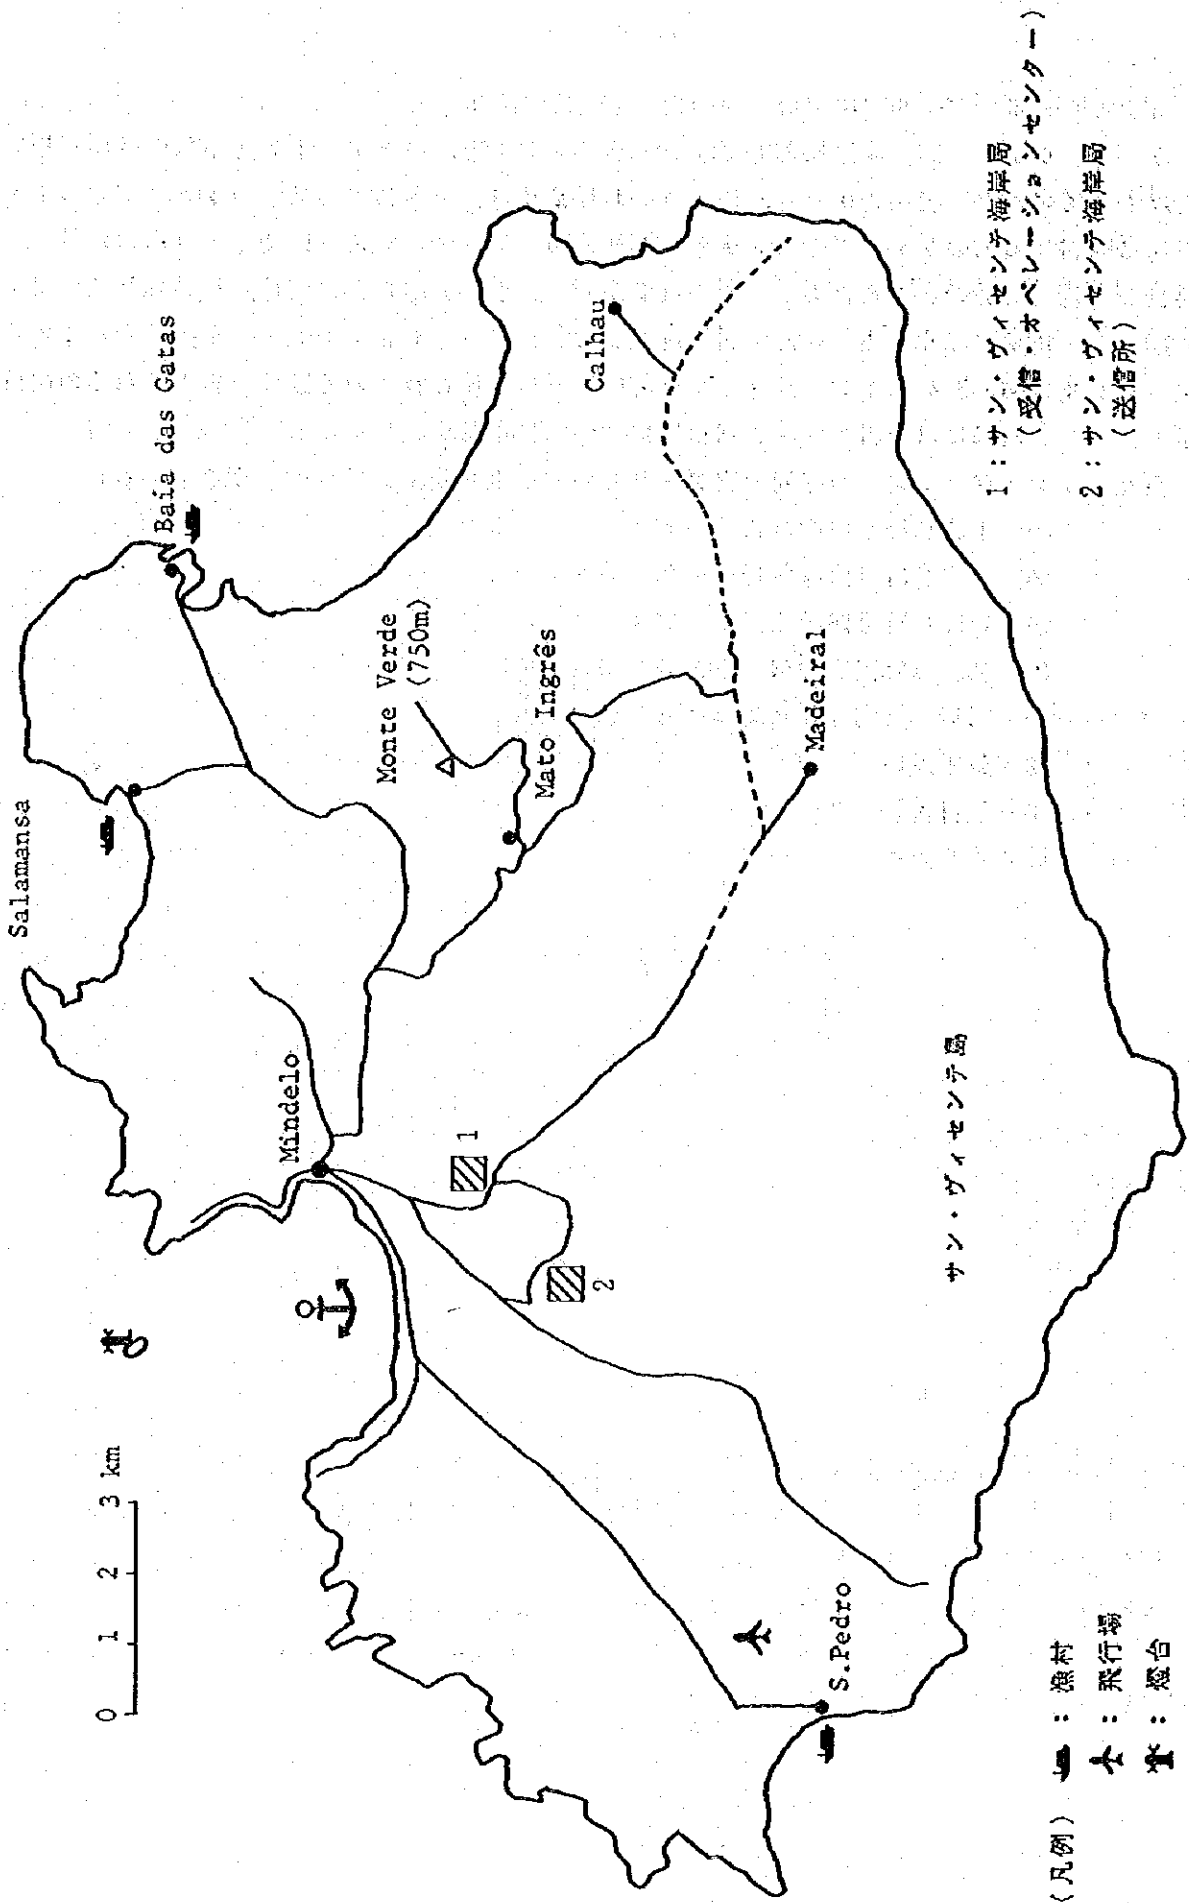 Salamansa
Baía das Gatas
Mindelo
Monte Verde
(750m)
Mato Ingrês
Calhau
Madeiral
S.Pedro
1
2
サン・ヴィセンテ島
0 1 2 3 km
(凡例)
: 漁村
: 飛行場
: 燈台
1 : サン・ヴィセンテ海岸局
(受信・オペレーションセンター)
2 : サン・ヴィセンテ海岸局
(送信所)